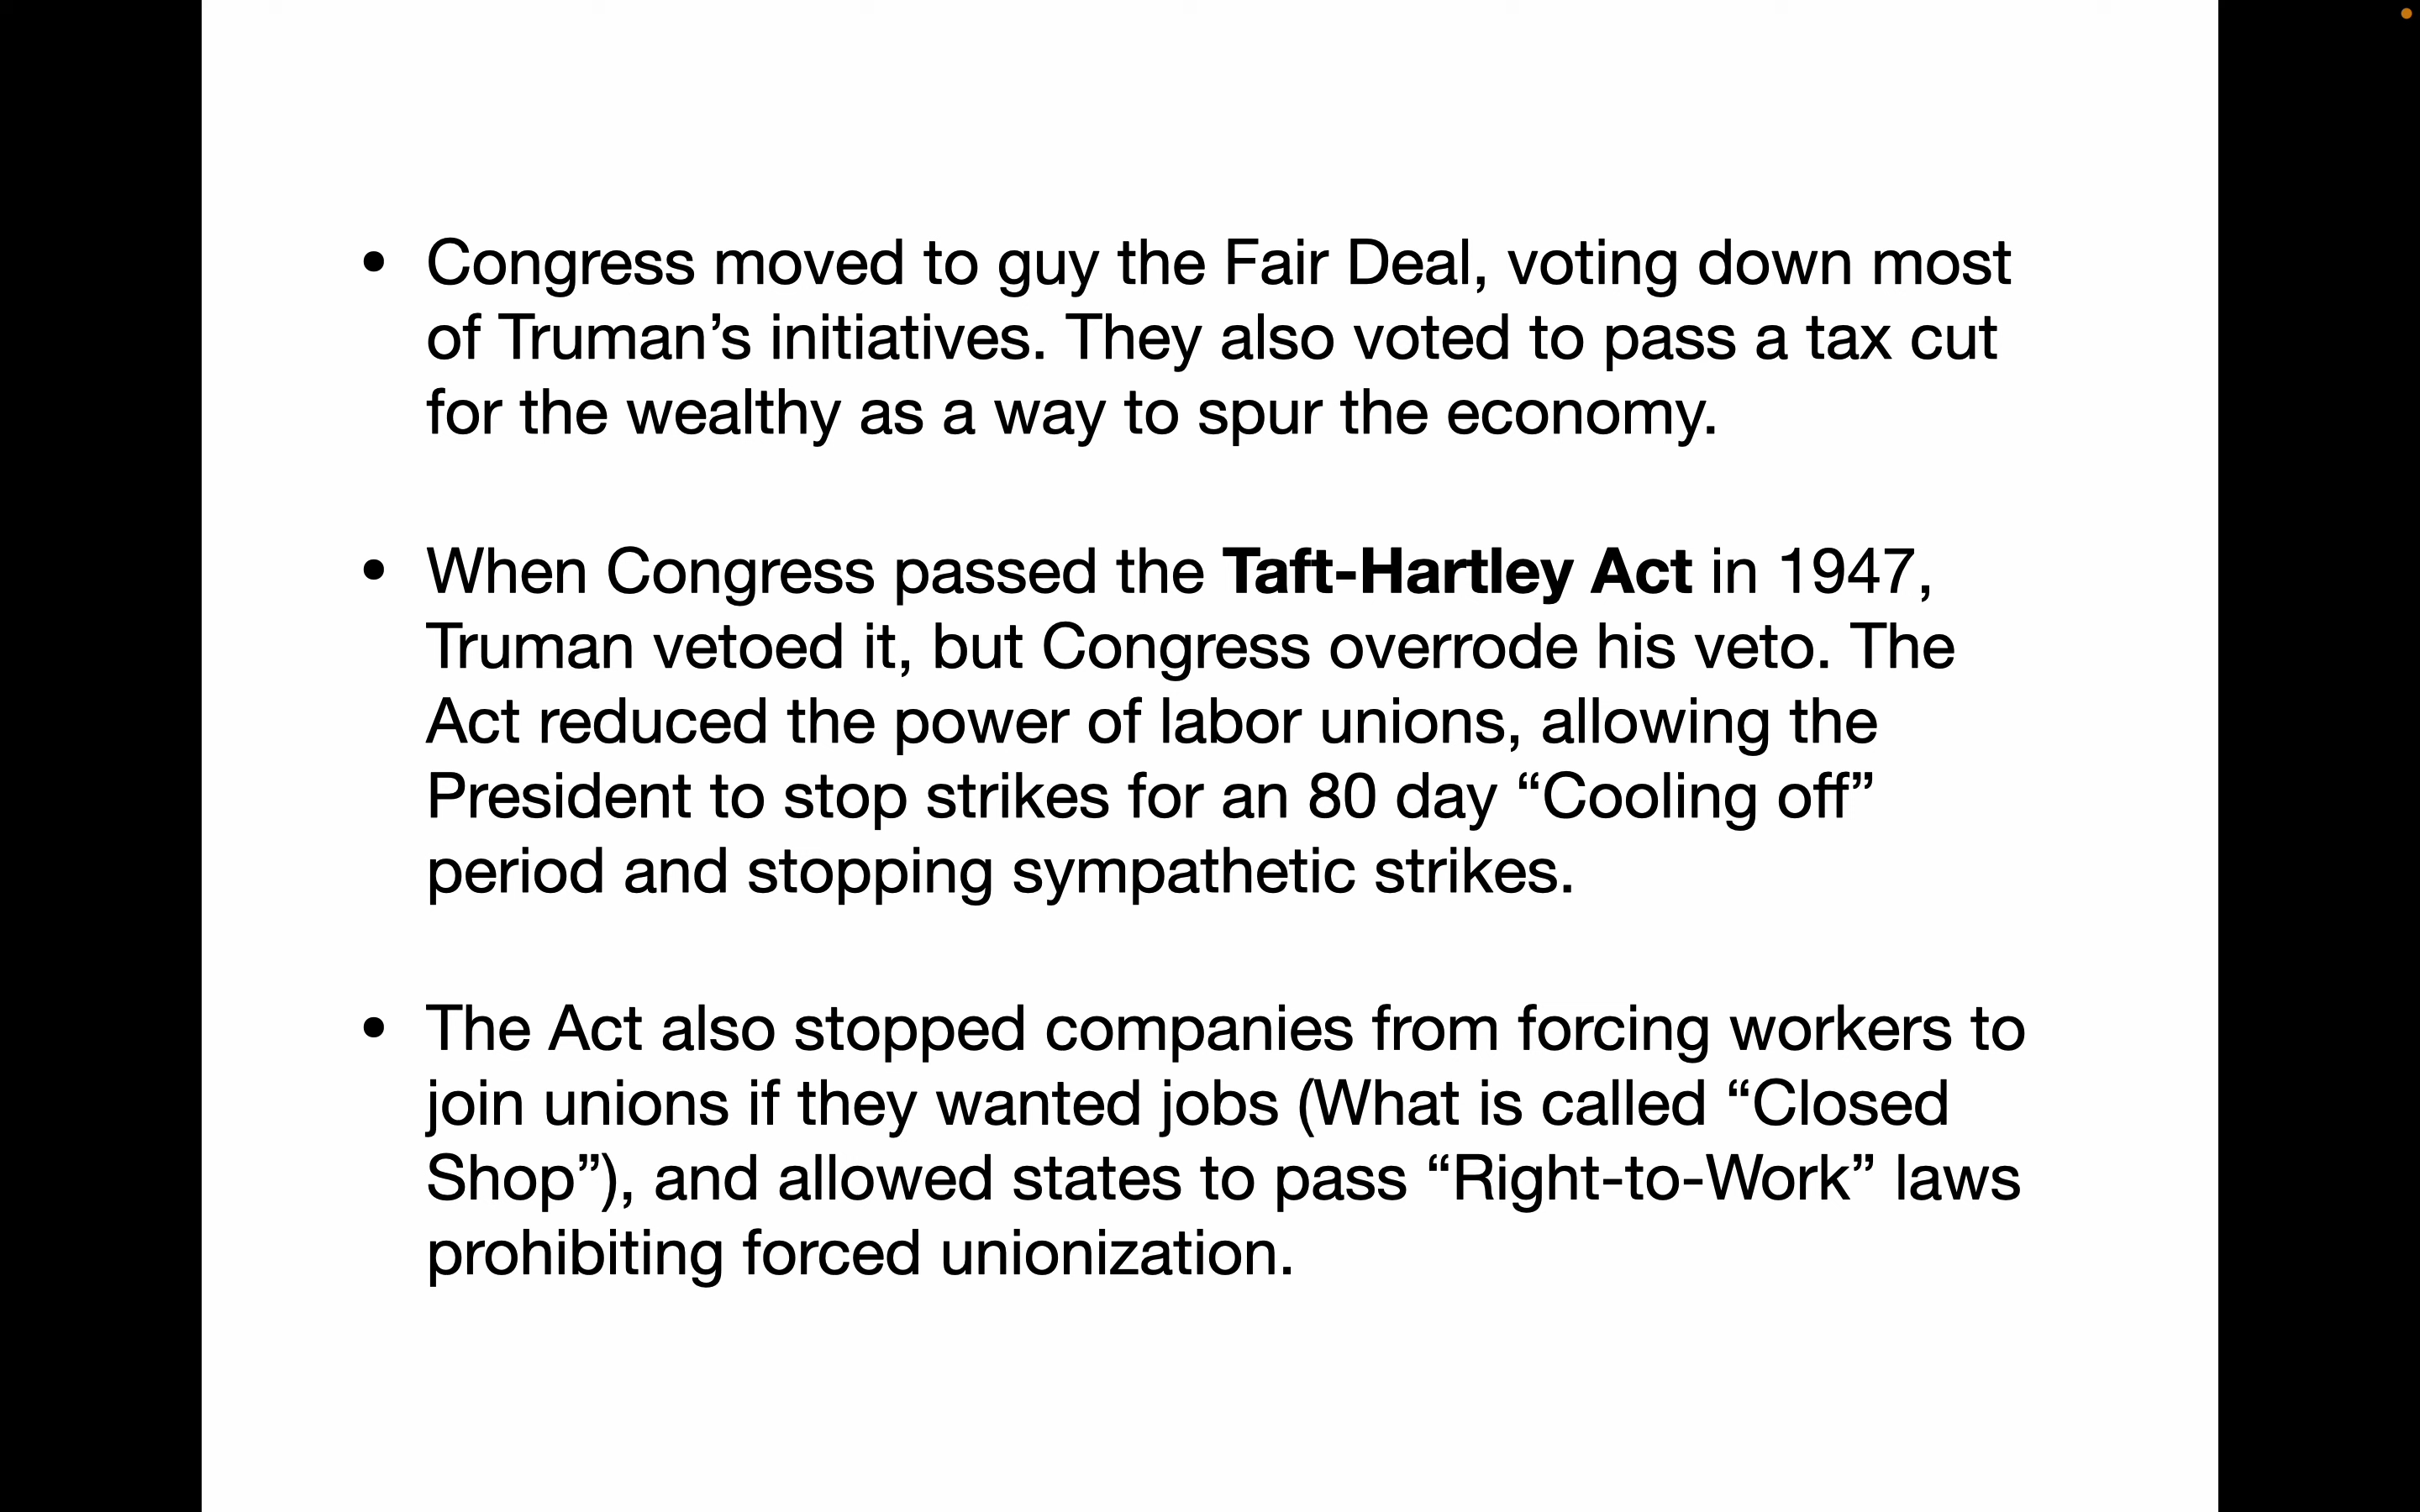 • Congress moved to guy the Fair Deal, voting down most
of Truman’s initiatives. They also voted to pass a tax cut
for the wealthy as a way to spur the economy.
• When Congress passed the Taft-Hartley Act in 1947,
Truman vetoed it, but Congress overrode his veto. The
Act reduced the power of labor unions, allowing the
President to stop strikes for an 80 day “Cooling off”
period and stopping sympathetic strikes.
• The Act also stopped companies from forcing workers to
join unions if they wanted jobs (What is called “Closed
Shop”), and allowed states to pass “Right-to-Work” laws
prohibiting forced unionization.